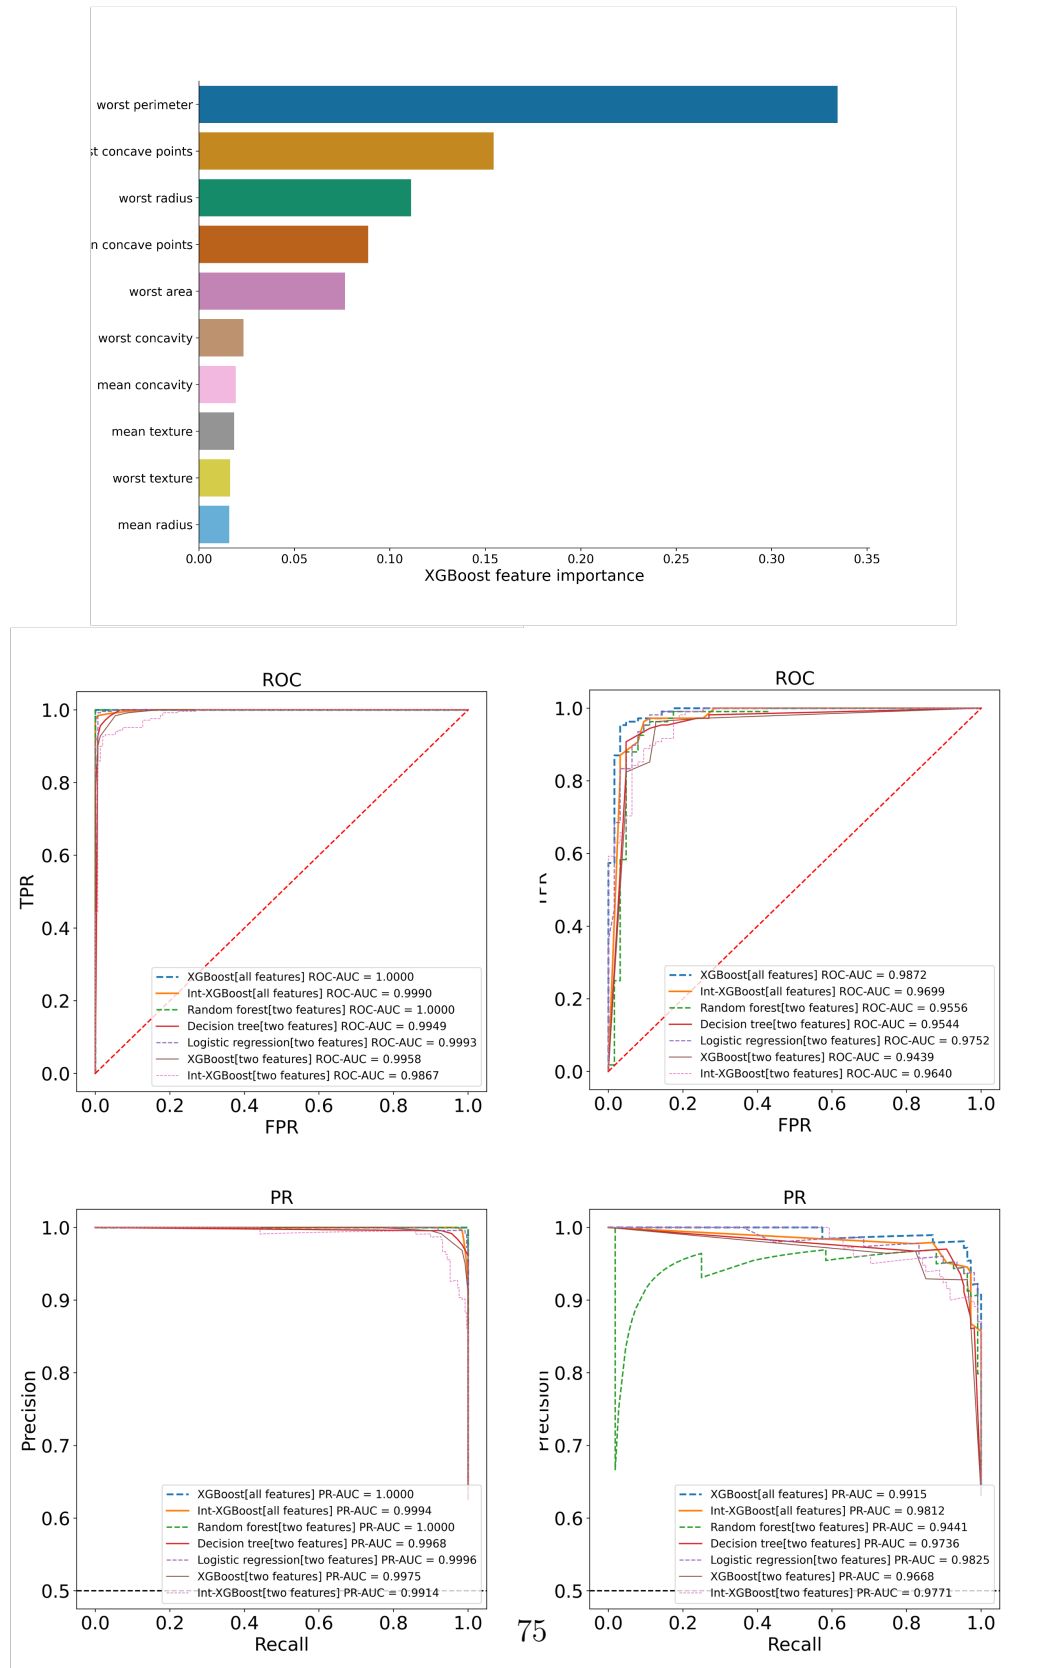 worst perimeter
st concave points
worst radius
n concave points
worst area
worst concavity
mean concavity
mean texture
worst texture
mean radius
0.00 0.05 0.10 0.15 0.20 0.25 0.30 0.35
XGBoost feature importance
ROC
1.0
0.8
0.6
0.4
0.2
0.0
TPR
XGBoost[all features] ROC-AUC = 1.0000
Int-XGBoost[all features] ROC-AUC = 0.9990
Random forest[two features] ROC-AUC = 1.0000
Decision tree[two features] ROC-AUC = 0.9949
Logistic regression[two features] ROC-AUC = 0.9993
XGBoost[two features] ROC-AUC = 0.9958
Int-XGBoost[two features] ROC-AUC = 0.9867
0.0 0.2 0.4 0.6 0.8 1.0
FPR
ROC
1.0
0.8
0.6
0.4
0.2
0.0
TPR
XGBoost[all features] ROC-AUC = 0.9872
Int-XGBoost[all features] ROC-AUC = 0.9699
Random forest[two features] ROC-AUC = 0.9556
Decision tree[two features] ROC-AUC = 0.9544
Logistic regression[two features] ROC-AUC = 0.9752
XGBoost[two features] ROC-AUC = 0.9439
Int-XGBoost[two features] ROC-AUC = 0.9640
0.0 0.2 0.4 0.6 0.8 1.0
FPR
PR
1.0
0.9
0.8
0.7
0.6
0.5
Precision
XGBoost[all features] PR-AUC = 1.0000
Int-XGBoost[all features] PR-AUC = 0.9994
Random forest[two features] PR-AUC = 1.0000
Decision tree[two features] PR-AUC = 0.9968
Logistic regression[two features] PR-AUC = 0.9996
XGBoost[two features] PR-AUC = 0.9975
Int-XGBoost[two features] PR-AUC = 0.9914
0.0 0.2 0.4 0.6 0.8 1.0
Recall
PR
1.0
0.9
0.8
0.7
0.6
0.5
Precision
XGBoost[all features] PR-AUC = 0.9915
Int-XGBoost[all features] PR-AUC = 0.9812
Random forest[two features] PR-AUC = 0.9441
Decision tree[two features] PR-AUC = 0.9736
Logistic regression[two features] PR-AUC = 0.9825
XGBoost[two features] PR-AUC = 0.9668
Int-XGBoost[two features] PR-AUC = 0.9771
0.0 0.2 0.4 0.6 0.8 1.0
Recall
75